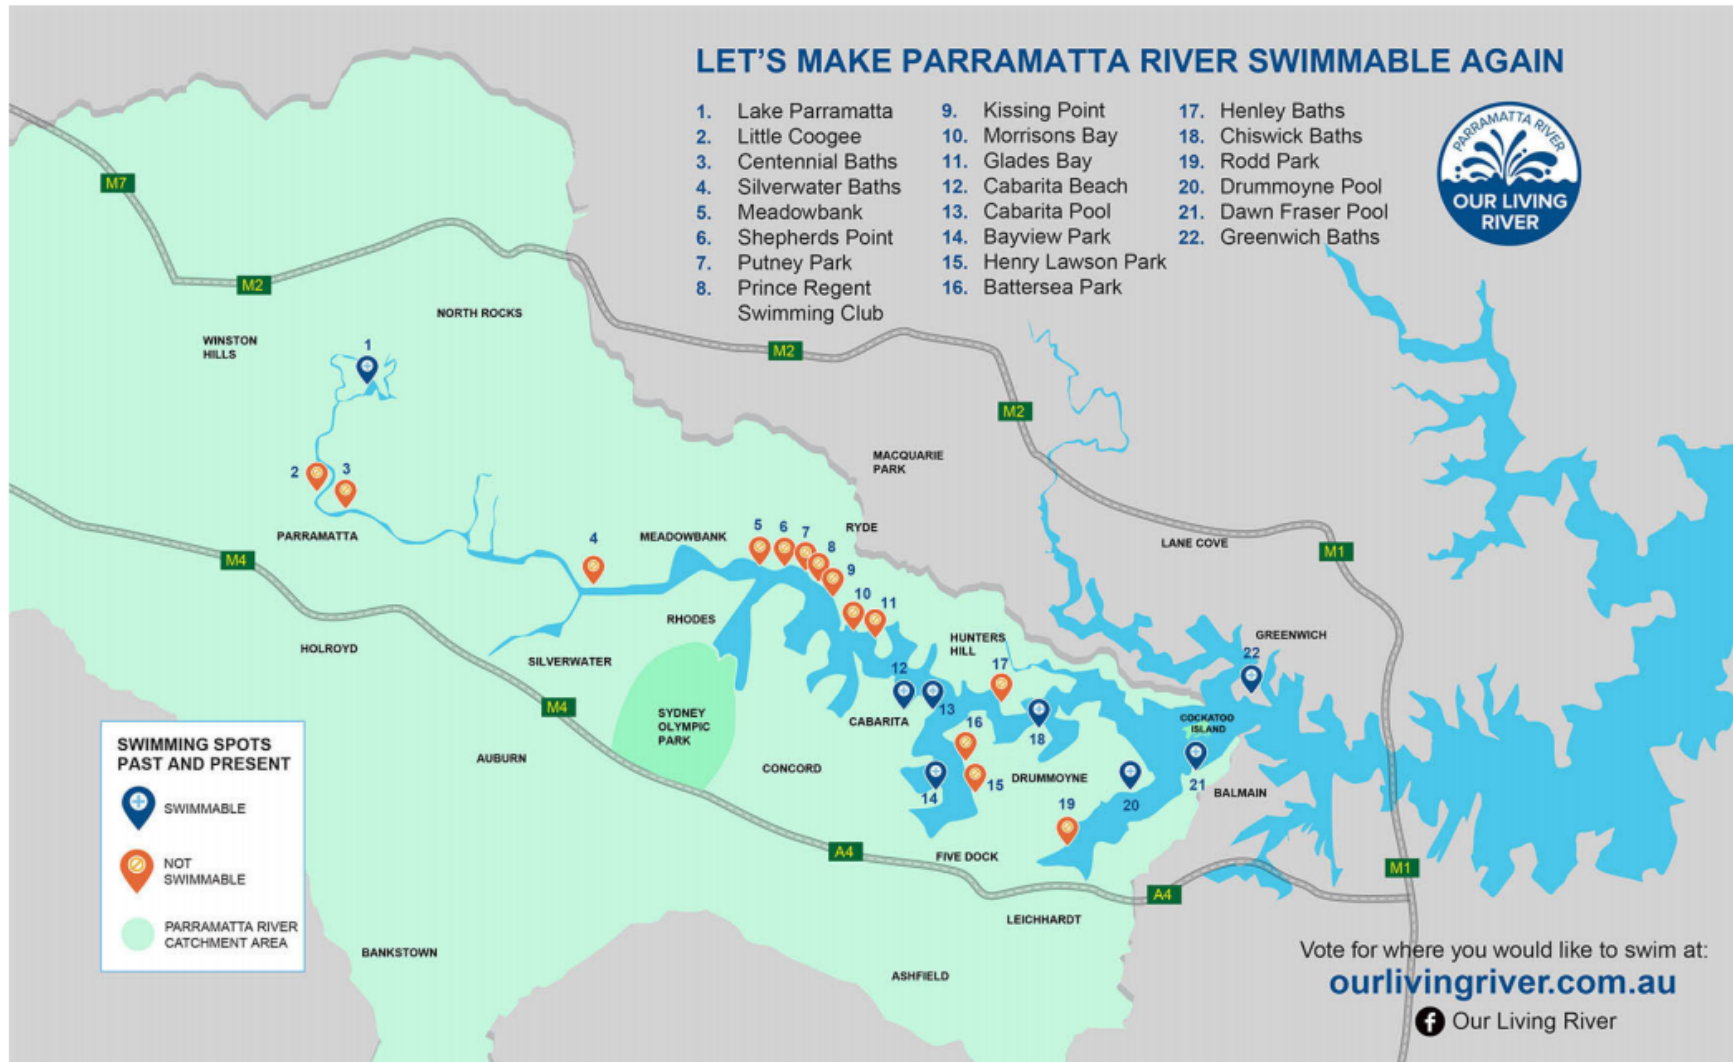 LET'S MAKE PARRAMATTA RIVER SWIMMABLE AGAIN
1. Lake Parramatta
2. Little Coogee
3. Centennial Baths
4. Silverwater Baths
5. Meadowbank
6. Shepherds Point
7. Putney Park
8. Prince Regent
Swimming Club
9. Kissing Point
10. Morrisons Bay
11. Glades Bay
12. Cabarita Beach
13. Cabarita Pool
14. Bayview Park
15. Henry Lawson Park
16. Battersea Park
17. Henley Baths
18. Chiswick Baths
19. Rodd Park
20. Drummoyne Pool
21. Dawn Fraser Pool
22. Greenwich Baths
PARRAMATTA RIVER
OUR LIVING
RIVER
M7
M2
NORTH ROCKS
WINSTON
HILLS
1
M2
M2
MACQUARIE
PARK
2
3
PARRAMATTA
M4
4
MEADOWBANK
5
6
7
8
9
RYDE
LANE COVE
M1
10
11
RHODES
HOLROYD
SILVERWATER
HUNTERS
HILL
GREENWICH
22
12
13
17
M4
SYDNEY
OLYMPIC
PARK
CABARITA
16
18
COCKATOO
ISLAND
AUBURN
CONCORD
14
15
DRUMMOYNE
20
21
BALMAIN
19
A4
FIVE DOCK
M1
A4
LEICHHARDT
BANKSTOWN
ASHFIELD
SWIMMING SPOTS
PAST AND PRESENT
SWIMMABLE
NOT
SWIMMABLE
PARRAMATTA RIVER
CATCHMENT AREA
Vote for where you would like to swim at:
ourlivingriver.com.au
f Our Living River